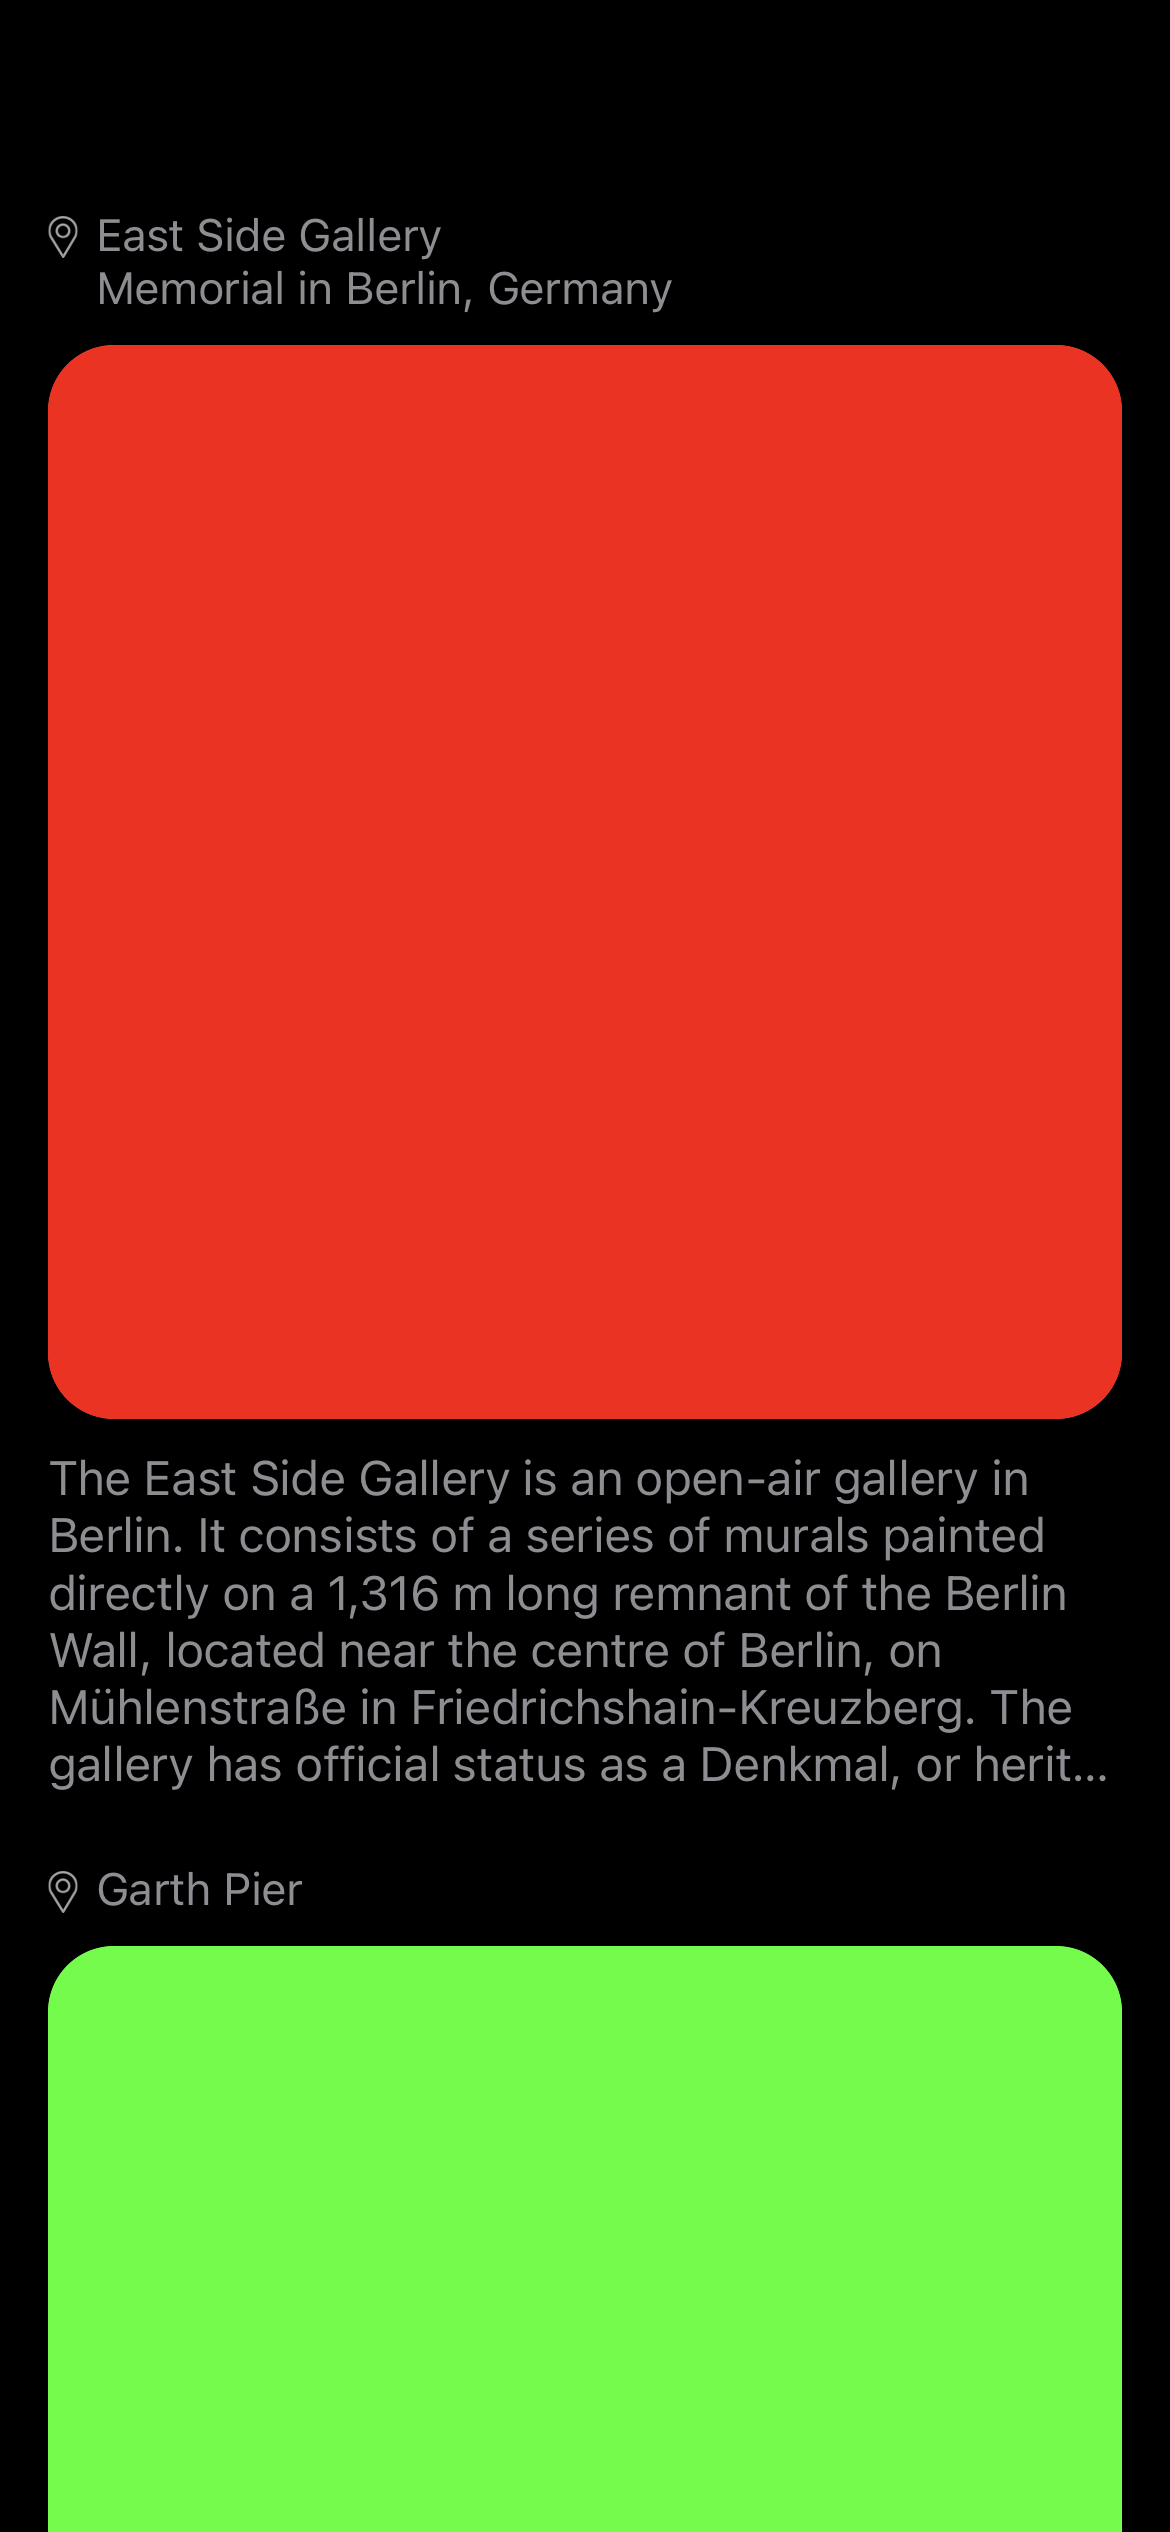 East Side Gallery
Memorial in Berlin, Germany
The East Side Gallery is an open-air gallery in
Berlin. It consists of a series of murals painted
directly on a 1,316 m long remnant of the Berlin
Wall, located near the centre of Berlin, on
Mühlenstraße in Friedrichshain-Kreuzberg. The
gallery has official status as a Denkmal, or herit...
Garth Pier